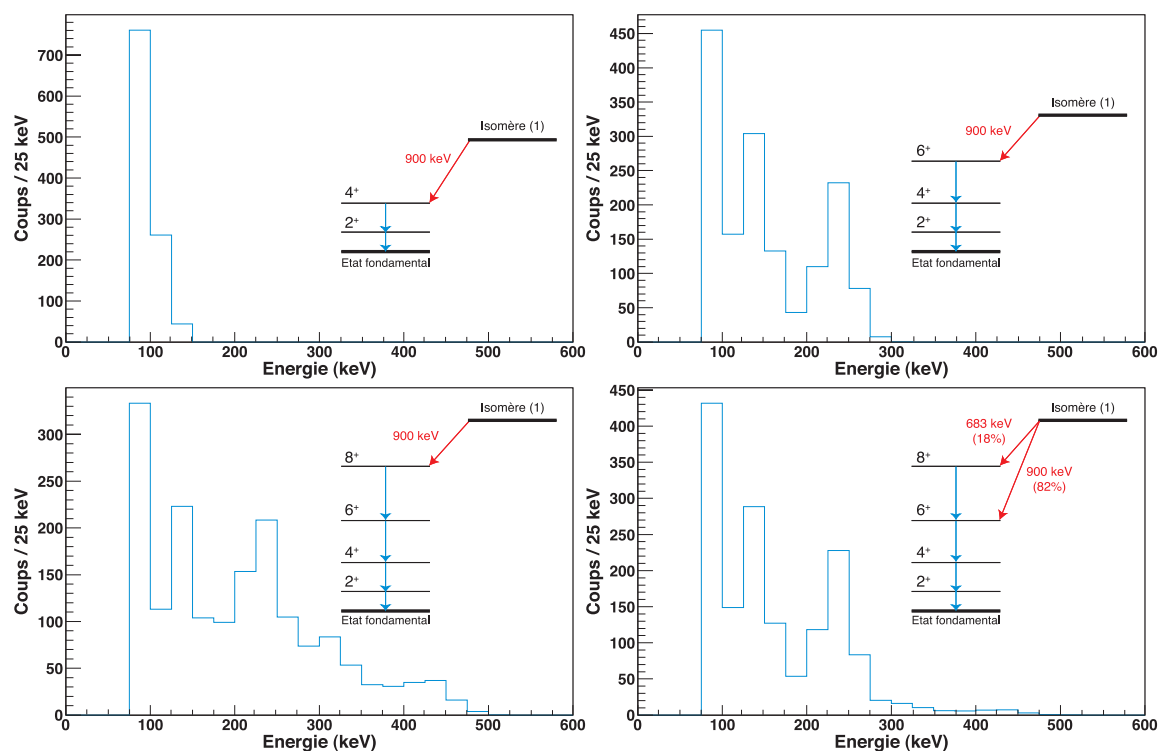 Coups / 25 keV
700
600
500
400
300
200
100
0
0 100 200 300 400 500 600
Energie (keV)
Isomère (1)
900 keV
4+
2+
Etat fondamental
Coups / 25 keV
450
400
350
300
250
200
150
100
50
0
0 100 200 300 400 500 600
Energie (keV)
Isomère (1)
900 keV
6+
4+
2+
Etat fondamental
Coups / 25 keV
300
250
200
150
100
50
0
0 100 200 300 400 500 600
Energie (keV)
Isomère (1)
900 keV
8+
6+
4+
2+
Etat fondamental
Coups / 25 keV
450
400
350
300
250
200
150
100
50
0
0 100 200 300 400 500 600
Energie (keV)
Isomère (1)
683 keV
(18%)
8+
900 keV
(82%)
6+
4+
2+
Etat fondamental